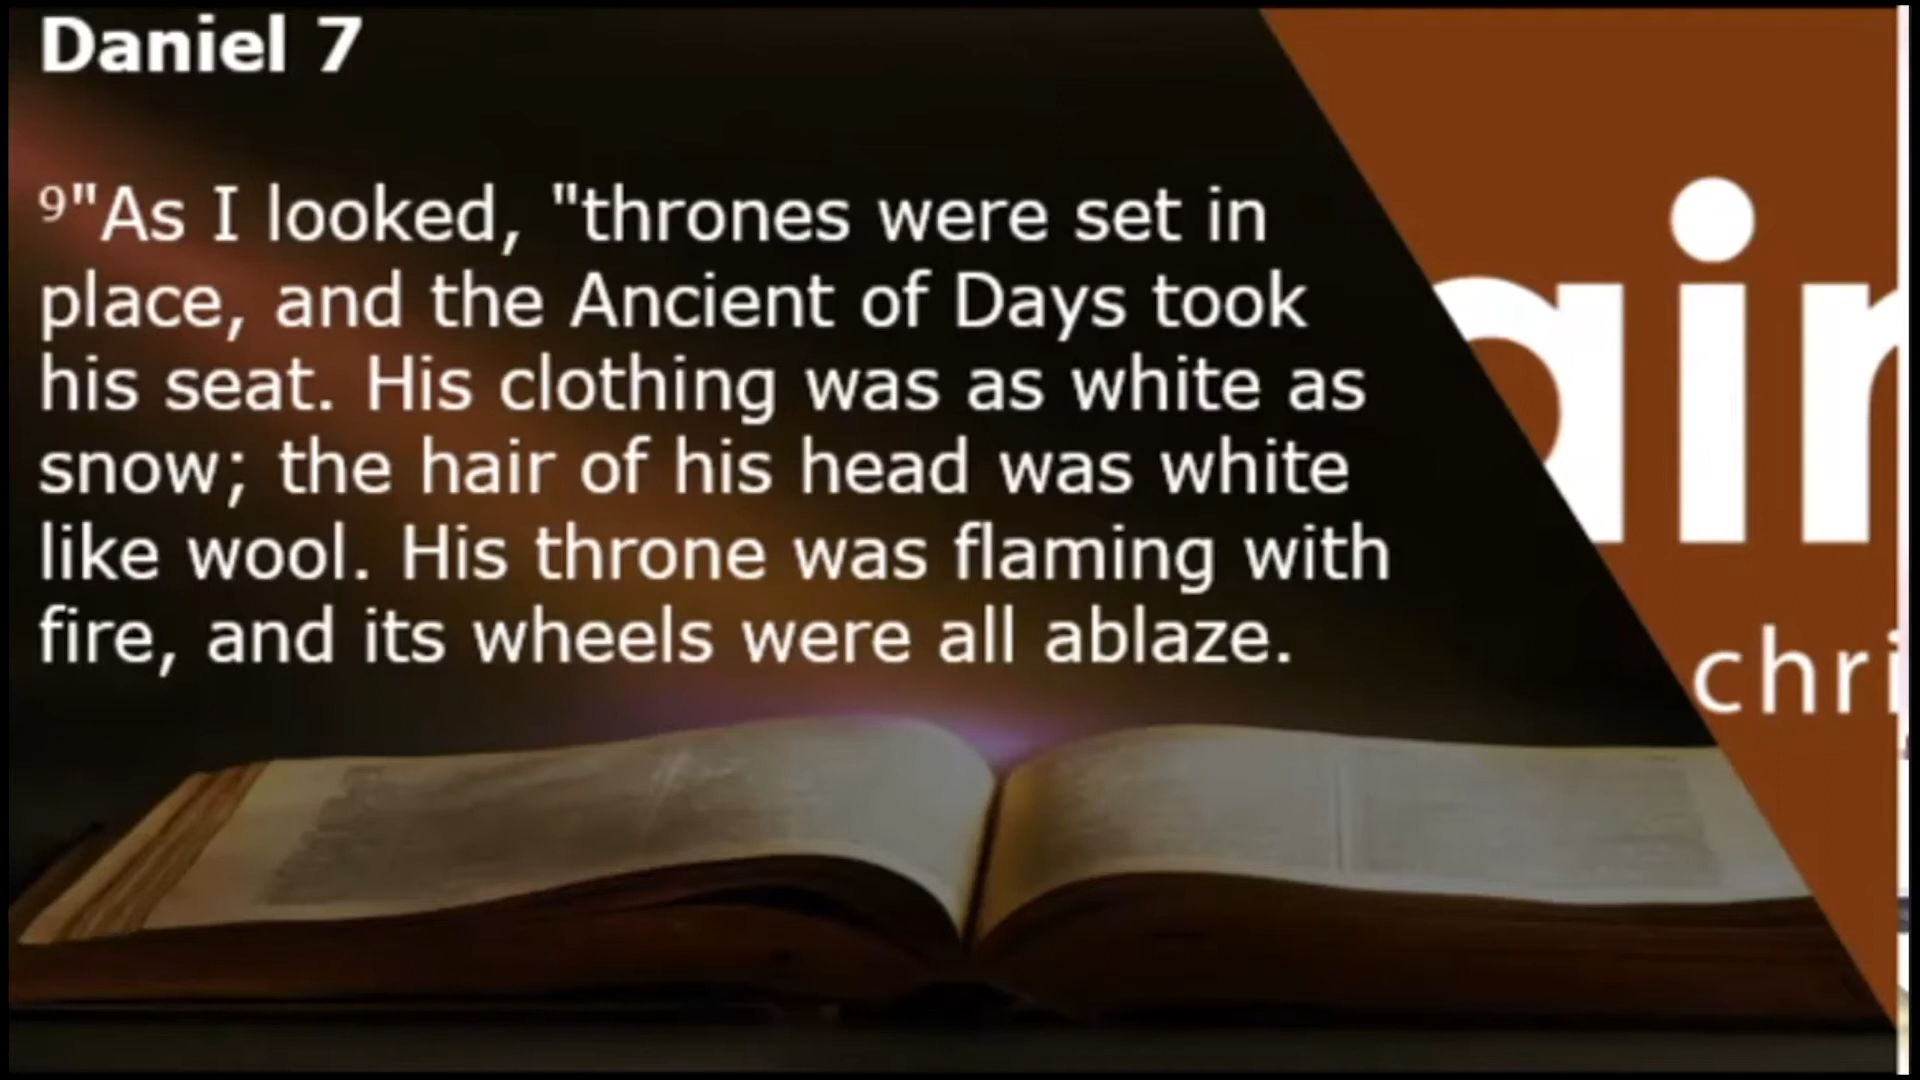 Daniel 7
9"As I looked, "thrones were set in
place, and the Ancient of Days took
his seat. His clothing was as white as
snow; the hair of his head was white
like wool. His throne was flaming with
fire, and its wheels were all ablaze.
chri